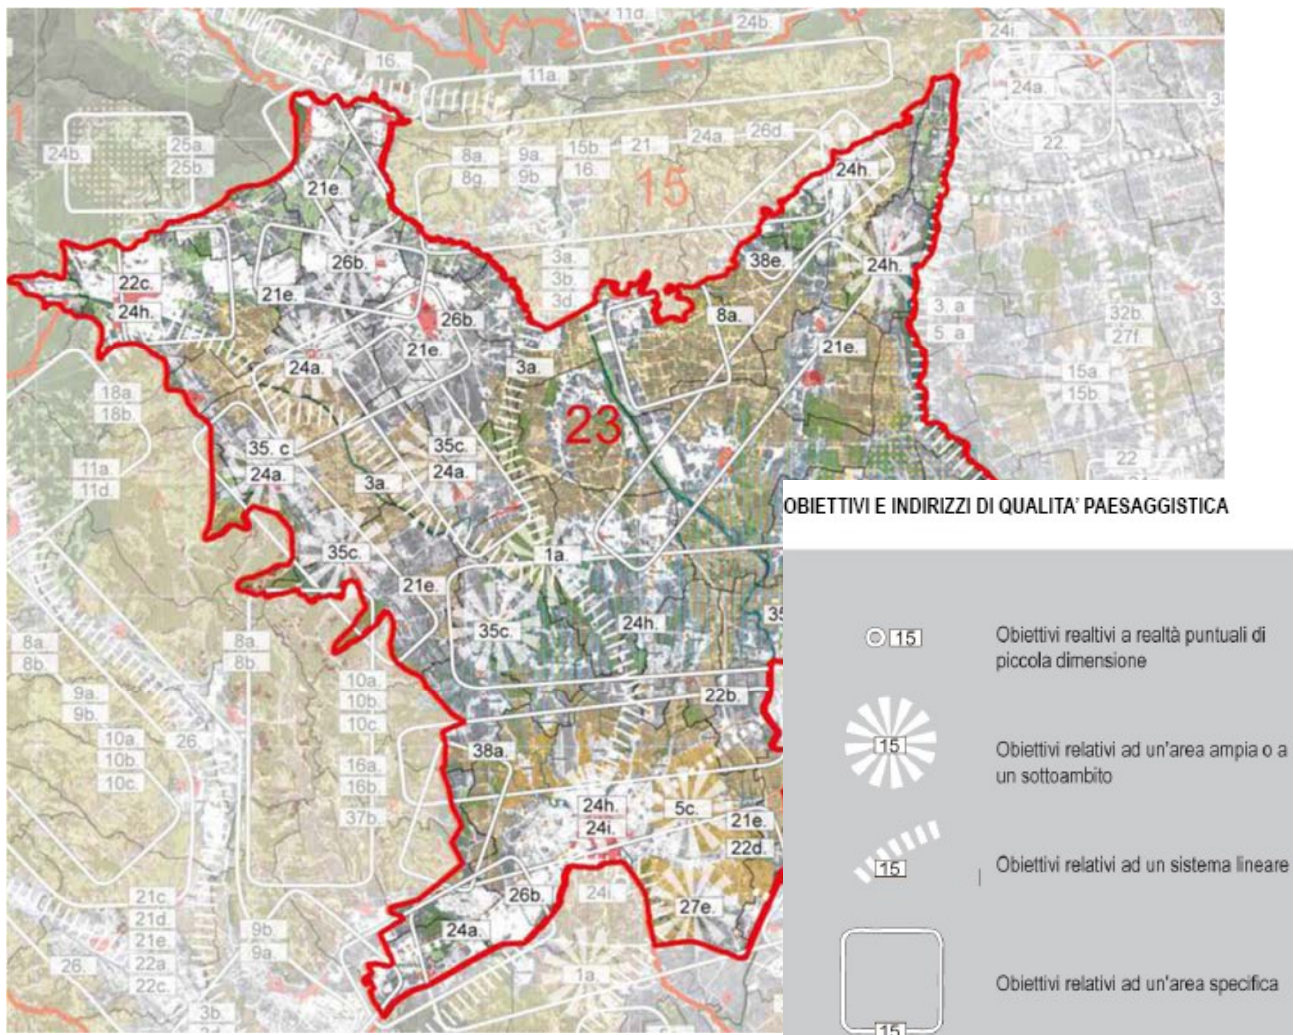 11d.
24b.
24i.
16.
11a.
24a.
1
24b.
25a.
25b.
8a.
8g.
9a.
9b.
15b
16.
21
24a
26d.
22.
15
21e.
24h.
26b.
22c.
24h.
21e.
3a.
3b
3d
38e.
24h.
26b.
21e.
24a.
3a.
8a.
21e.
3 a
5 a
32b
27f
15a.
15b
18a.
18b.
11a
11d.
23
35. c
24a.
35c.
24a.
3a.
22
35c.
1a.
21e.
35c.
24h.
8a.
8b.
8a.
8b
9a.
9b.
10a
10b.
10c.
26.
10a.
10b.
10c.
16a.
16b.
37b.
22b.
38a.
24h.
24i.
5c.
21e.
22d.
26b.
24i
27e.
24a.
21c.
21d.
21e
22a
22c.
26.
9b
9a.
3b
1a
OBIETTIVI E INDIRIZZI DI QUALITA' PAESAGGISTICA
15
Obiettivi realtivi a realtà puntuali di
piccola dimensione
15
Obiettivi relativi ad un'area ampia o a
un sottoambito
15
Obiettivi relativi ad un sistema lineare
Obiettivi relativi ad un'area specifica
15